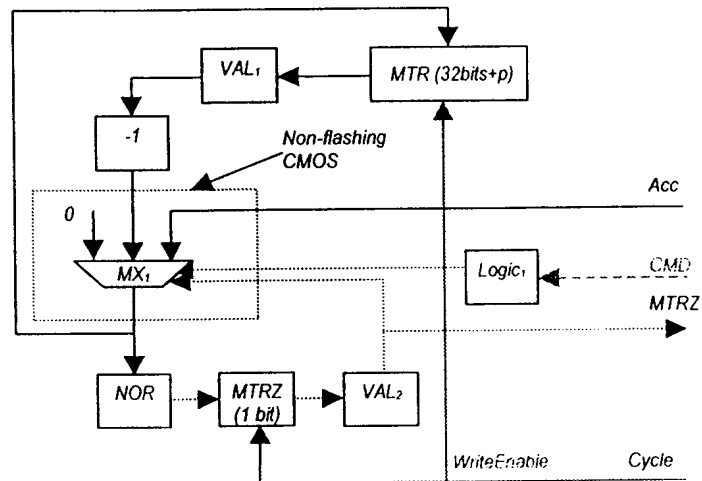 VAL₁
MTR (32bits+p)
-1
Non-flashing
CMOS
Acc
0
MX₁
Logic₁
CMD
MTRZ
NOR
MTRZ
(1 bit)
VAL₂
WriteEnable
Cycle